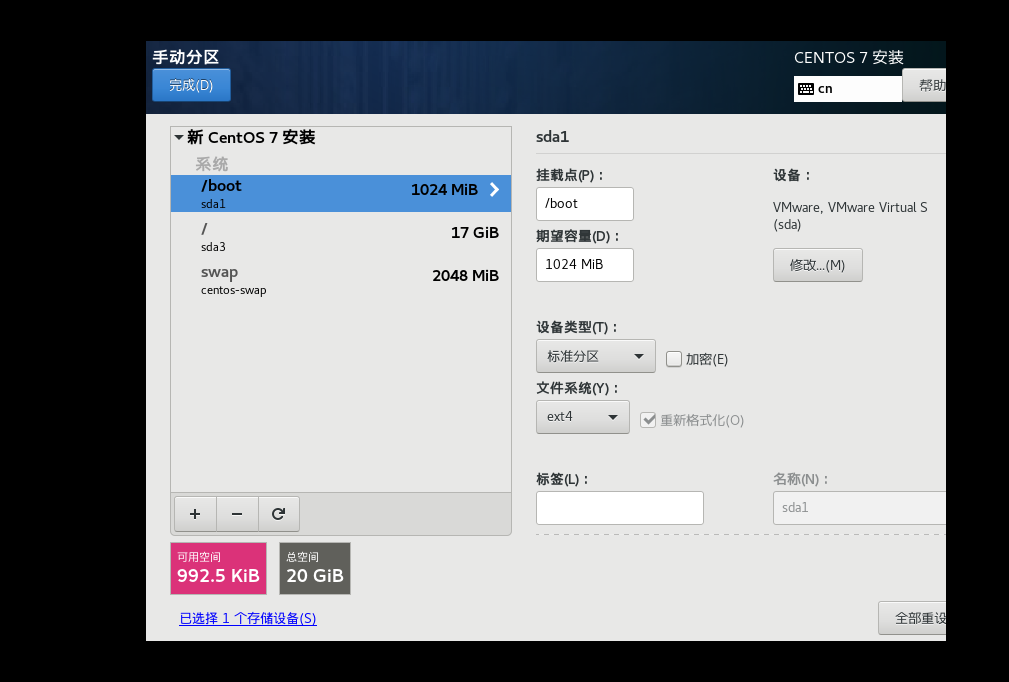 手动分区
完成(D)
CENTOS 7 安装
cn
帮助
新 CentOS 7 安装
系统
/boot
1024 MiB
sda1
/
17 GiB
sda3
swap
2048 MiB
centos-swap
+ −
可用空间
992.5 KiB
总空间
20 GiB
已选择 1 个存储设备(S)
sda1
挂载点(P)：
/boot
期望容量(D)：
1024 MiB
设备：
VMware, VMware Virtual S
(sda)
修改...(M)
设备类型(T)：
标准分区
加密(E)
文件系统(Y)：
ext4
重新格式化(O)
标签(L)：
名称(N)：
sda1
全部重设